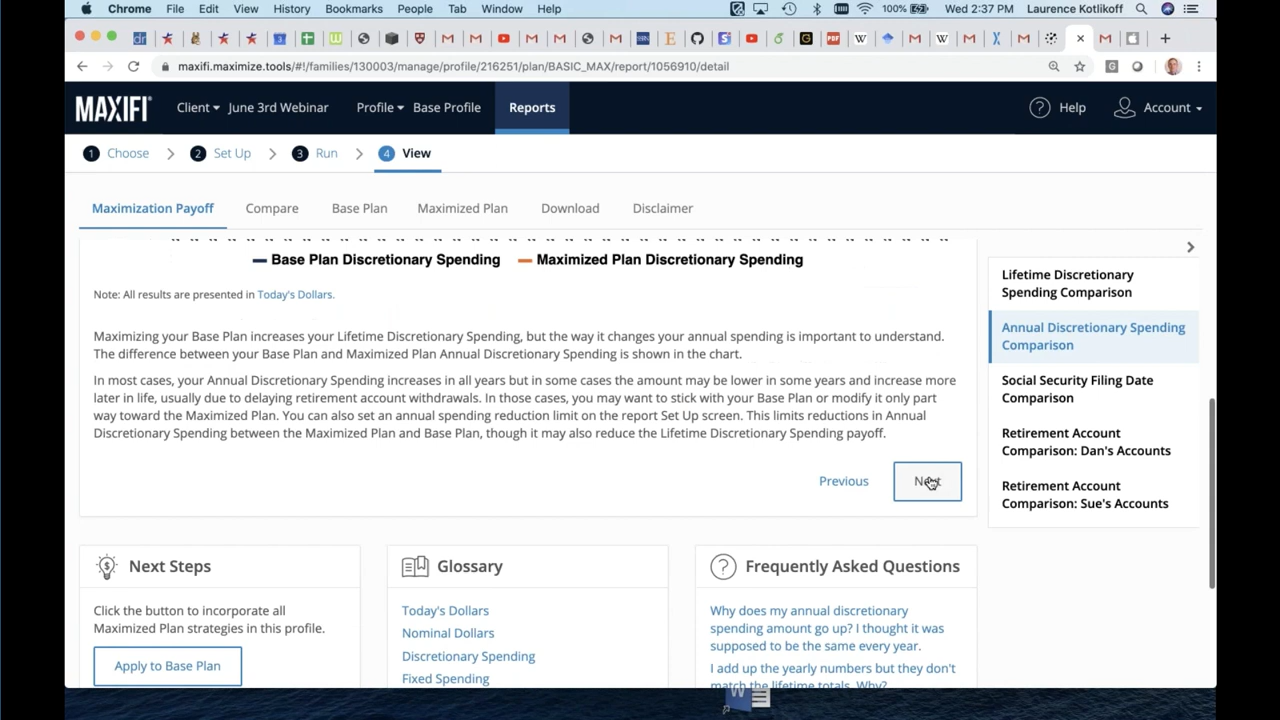 Chrome File Edit View History Bookmarks People Tab Window Help 100% Wed 2:37 PM Laurence Kotlikoff
maxifi.maximize.tools/#!/families/130003/manage/profile/216251/plan/BASIC_MAX/report/1056910/detail
MAXIFI Client June 3rd Webinar Profile Base Profile Reports Help Account
1 Choose 2 Set Up 3 Run 4 View
Maximization Payoff Compare Base Plan Maximized Plan Download Disclaimer
Base Plan Discretionary Spending Maximized Plan Discretionary Spending
Note: All results are presented in Today's Dollars.
Maximizing your Base Plan increases your Lifetime Discretionary Spending, but the way it changes your annual spending is important to understand.
The difference between your Base Plan and Maximized Plan Annual Discretionary Spending is shown in the chart.
In most cases, your Annual Discretionary Spending increases in all years but in some cases the amount may be lower in some years and increase more
later in life, usually due to delaying retirement account withdrawals. In those cases, you may want to stick with your Base Plan or modify it only part
way toward the Maximized Plan. You can also set an annual spending reduction limit on the report Set Up screen. This limits reductions in Annual
Discretionary Spending between the Maximized Plan and Base Plan, though it may also reduce the Lifetime Discretionary Spending payoff.
Previous Next
Lifetime Discretionary
Spending Comparison
Annual Discretionary Spending
Comparison
Social Security Filing Date
Comparison
Retirement Account
Comparison: Dan's Accounts
Retirement Account
Comparison: Sue's Accounts
Next Steps
Click the button to incorporate all
Maximized Plan strategies in this profile.
Apply to Base Plan
Glossary
Today's Dollars
Nominal Dollars
Discretionary Spending
Fixed Spending
Frequently Asked Questions
Why does my annual discretionary
spending amount go up? I thought it was
supposed to be the same every year.
I add up the yearly numbers but they don't
match the lifetime totals. Why?